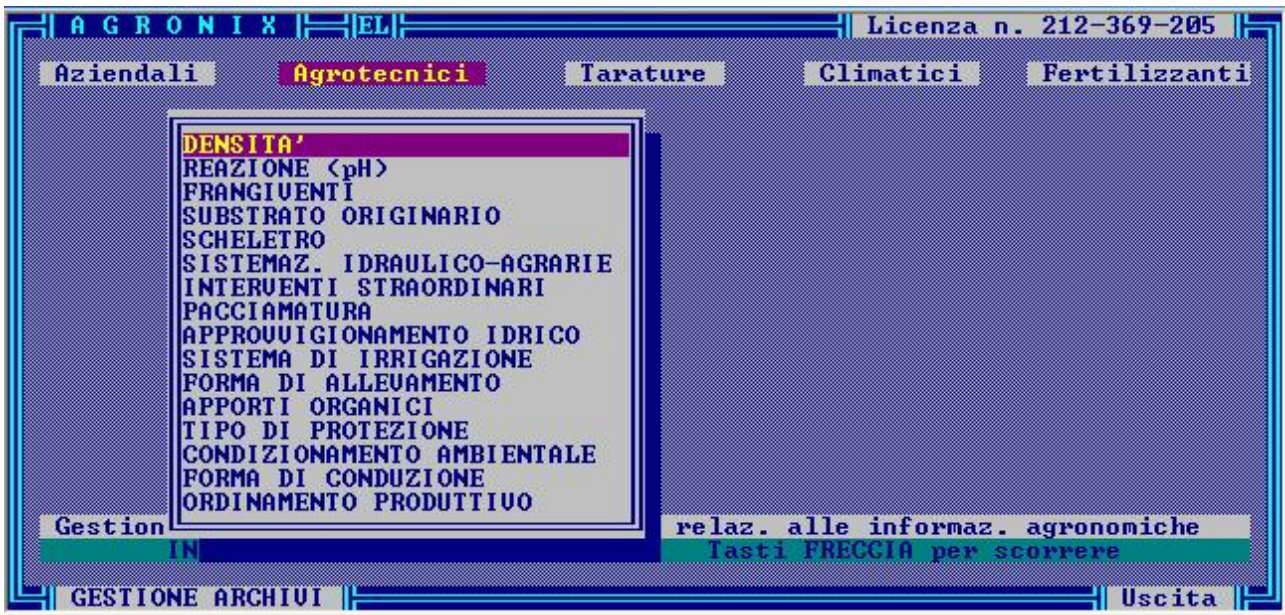 AGRONIX EL Licenza n. 212-369-205
Aziendali Agrotecnici Tarature Climatici Fertilizzanti
DENSITA'
REAZIONE (pH)
FRANGIVENTI
SUBSTRATO ORIGINARIO
SCHELETRO
SISTEMAZ. IDRAULICO-AGRARIE
INTERVENTI STRAORDINARI
PACCIAMATURA
APPROVVIGIONAMENTO IDRICO
SISTEMA DI IRRIGAZIONE
FORMA DI ALLEVAMENTO
APPORTI ORGANICI
TIPO DI PROTEZIONE
CONDIZIONAMENTO AMBIENTALE
FORMA DI CONDUZIONE
ORDINAMENTO PRODUTTIVO
Gestion relaz. alle informaz. agronomiche
IN Tasti FRECCIA per scorrere
GESTIONE ARCHIVI Uscita